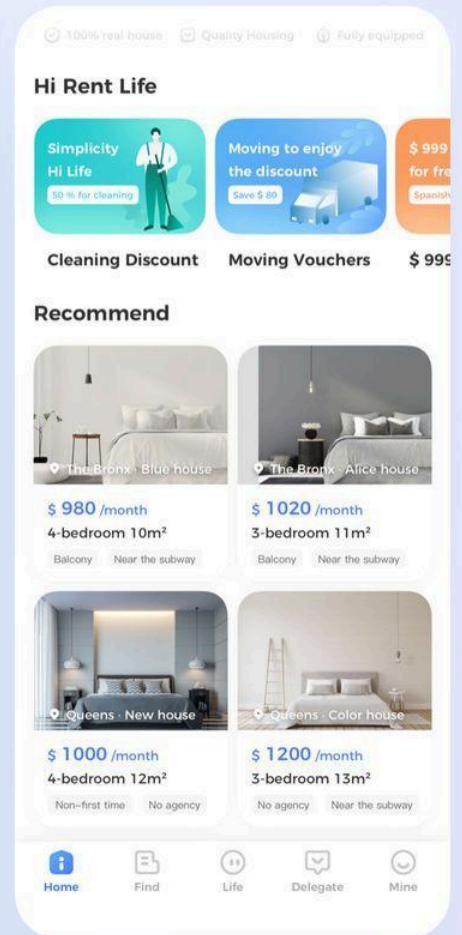 100% real house Quality Housing Fully equipped
Hi Rent Life
Simplicity
Hi Life
50 % for cleaning
Moving to enjoy
the discount
Save $ 80
$ 999
for fre
Spanish
Cleaning Discount
Moving Vouchers
$ 999
Recommend
The Bronx · Blue house
$ 980 /month
4-bedroom 10m²
Balcony Near the subway
The Bronx · Alice house
$ 1020 /month
3-bedroom 11m²
Balcony Near the subway
Queens · New house
$ 1000 /month
4-bedroom 12m²
Non-first time No agency
Queens · Color house
$ 1200 /month
3-bedroom 13m²
No agency Near the subway
Home Find Life Delegate Mine